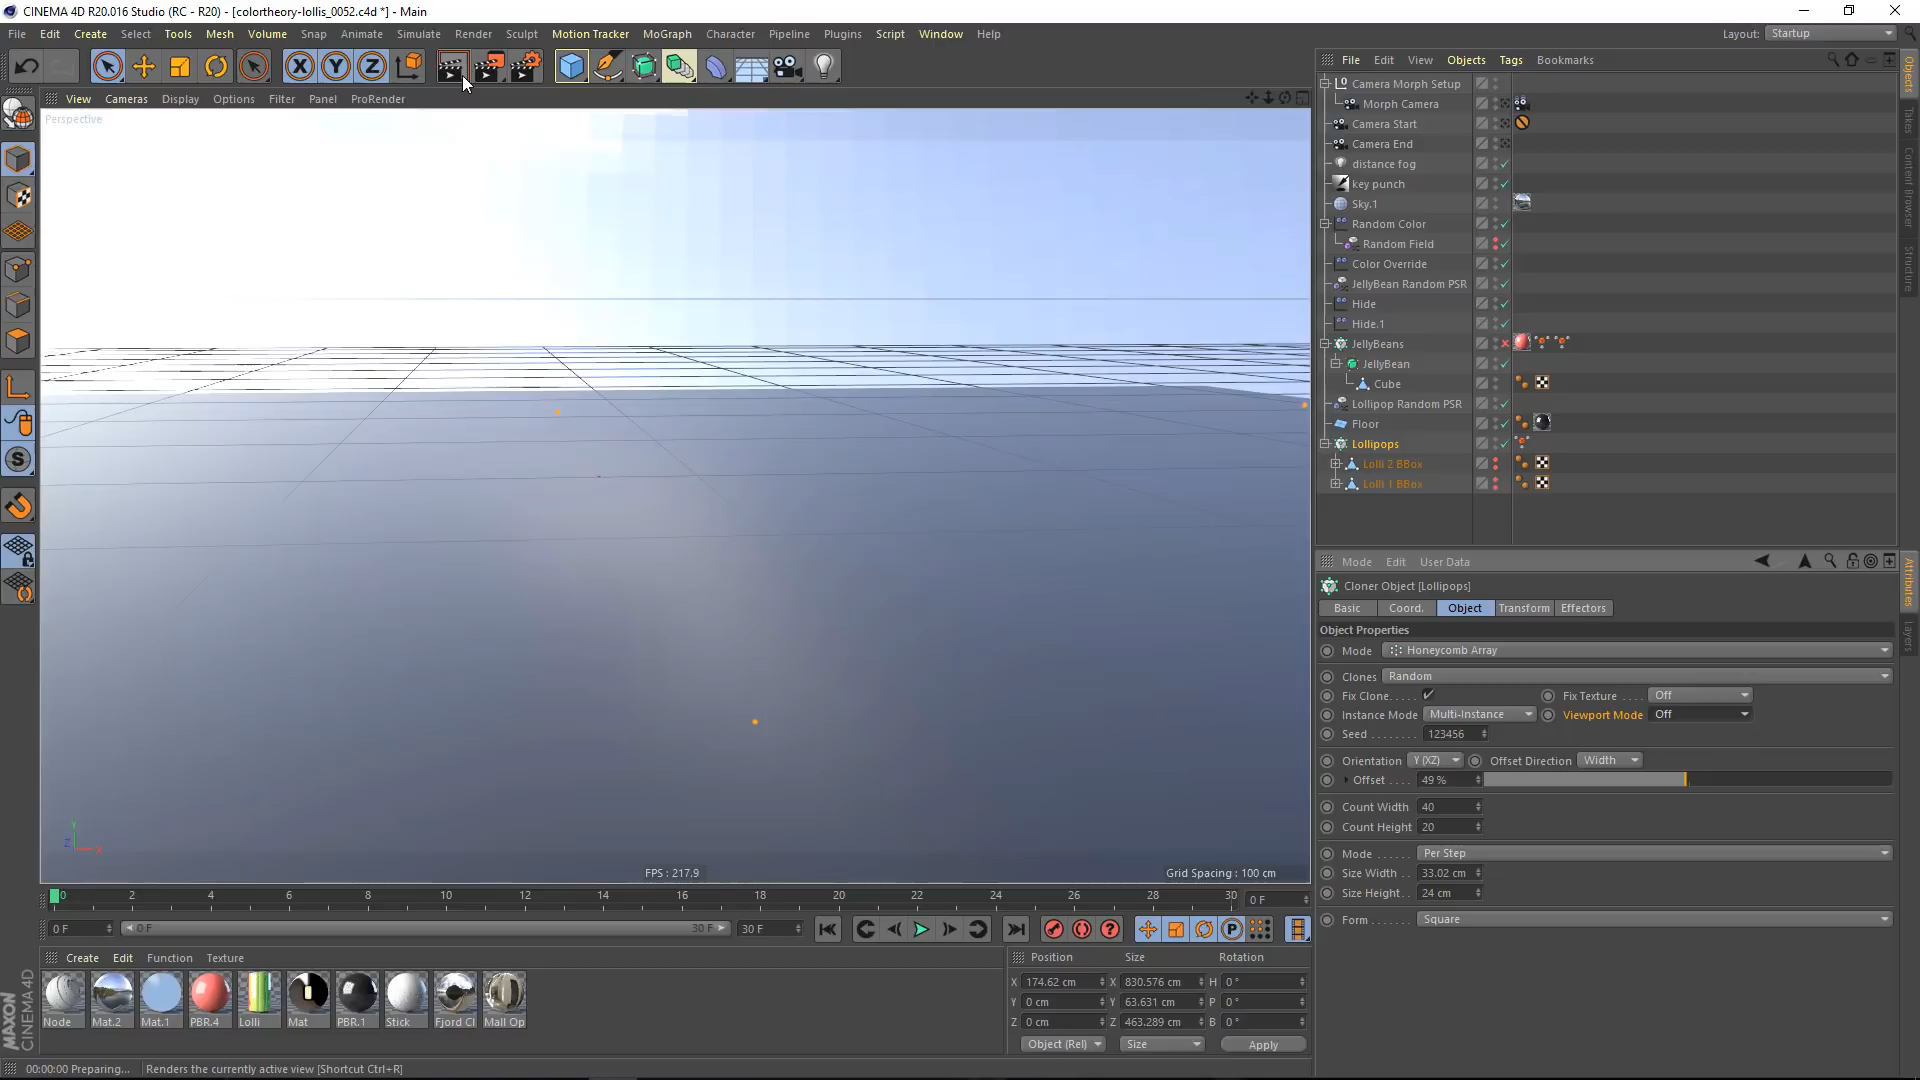 CINEMA 4D R20.016 Studio (RC - R20) - [colortheory-lollis_0052.c4d *] - Main
File Edit Create Select Tools Mesh Volume Snap Animate Simulate Render Sculpt Motion Tracker MoGraph Character Pipeline Plugins Script Window Help
Layout: Startup
View Cameras Display Options Filter Panel ProRender
Perspective
FPS : 217.9
Grid Spacing : 100 cm
File Edit View Objects Tags Bookmarks
Camera Morph Setup
Morph Camera
Camera Start
Camera End
distance fog
key punch
Sky.1
Random Color
Random Field
Color Override
JellyBean Random PSR
Hide
Hide.1
JellyBeans
JellyBean
Cube
Lollipop Random PSR
Floor
Lollipops
Lolli 2 BBox
Lolli 1 BBox
Objects
Takes
Content Browser
Structure
Mode Edit User Data
Cloner Object [Lollipops]
Basic Coord. Object Transform Effectors
Object Properties
Mode Honeycomb Array
Clones Random
Fix Clone. . . . . Fix Texture . . . . Off
Instance Mode Multi-Instance Viewport Mode Off
Seed . . . . . . . . 123456
Orientation Y (XZ) Offset Direction Width
Offset . . . . 49 %
Count Width 40
Count Height 20
Mode . . . . . . Per Step
Size Width . . 33.02 cm
Size Height. . 24 cm
Form . . . . . . . Square
Attributes
Layers
0 2 4 6 8 10 12 14 16 18 20 22 24 26 28 30 0 F
0 F 0 F 30 F 30 F
Create Edit Function Texture
Node Mat.2 Mat.1 PBR.4 Lolli Mat PBR.1 Stick Fjord Cl Mall Op
Position Size Rotation
X 174.62 cm X 830.576 cm H 0 °
Y 0 cm Y 63.631 cm P 0 °
Z 0 cm Z 463.289 cm B 0 °
Object (Rel) Size Apply
MAXON
CINEMA 4D
00:00:00 Preparing... Renders the currently active view [Shortcut Ctrl+R]